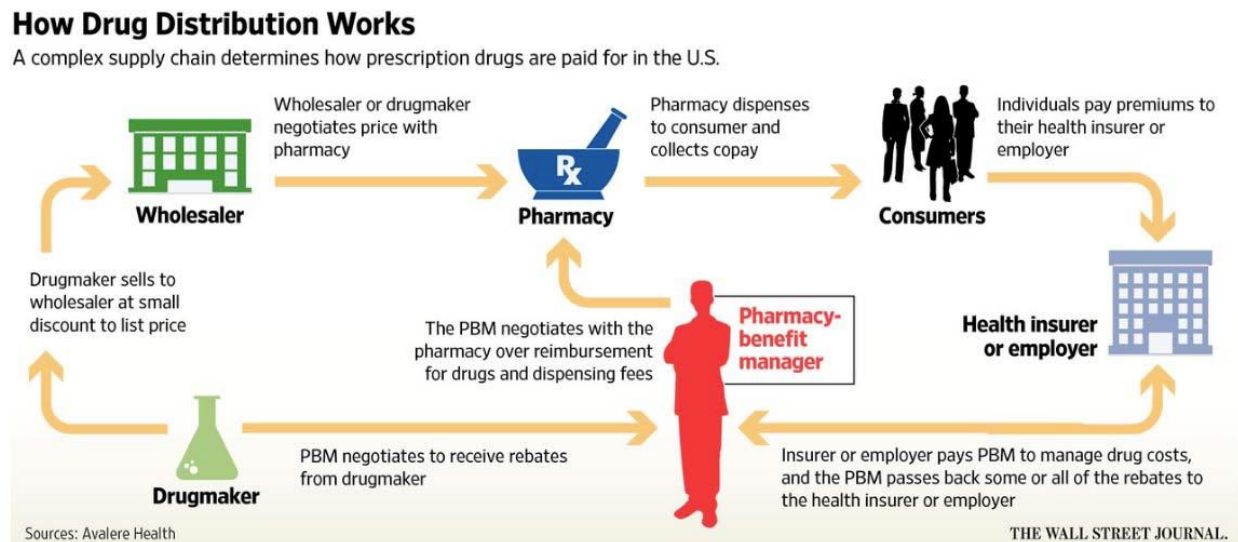 How Drug Distribution Works
A complex supply chain determines how prescription drugs are paid for in the U.S.
Wholesaler or drugmaker
negotiates price with
pharmacy
Pharmacy dispenses
to consumer and
collects copay
Individuals pay premiums to
their health insurer or
employer
Rx
Wholesaler
Pharmacy
Consumers
Drugmaker sells to
wholesaler at small
discount to list price
The PBM negotiates with the
pharmacy over reimbursement
for drugs and dispensing fees
Pharmacy-
benefit
manager
Health insurer
or employer
PBM negotiates to receive rebates
from drugmaker
Insurer or employer pays PBM to manage drug costs,
and the PBM passes back some or all of the rebates to
the health insurer or employer
Drugmaker
Sources: Avalere Health
THE WALL STREET JOURNAL.